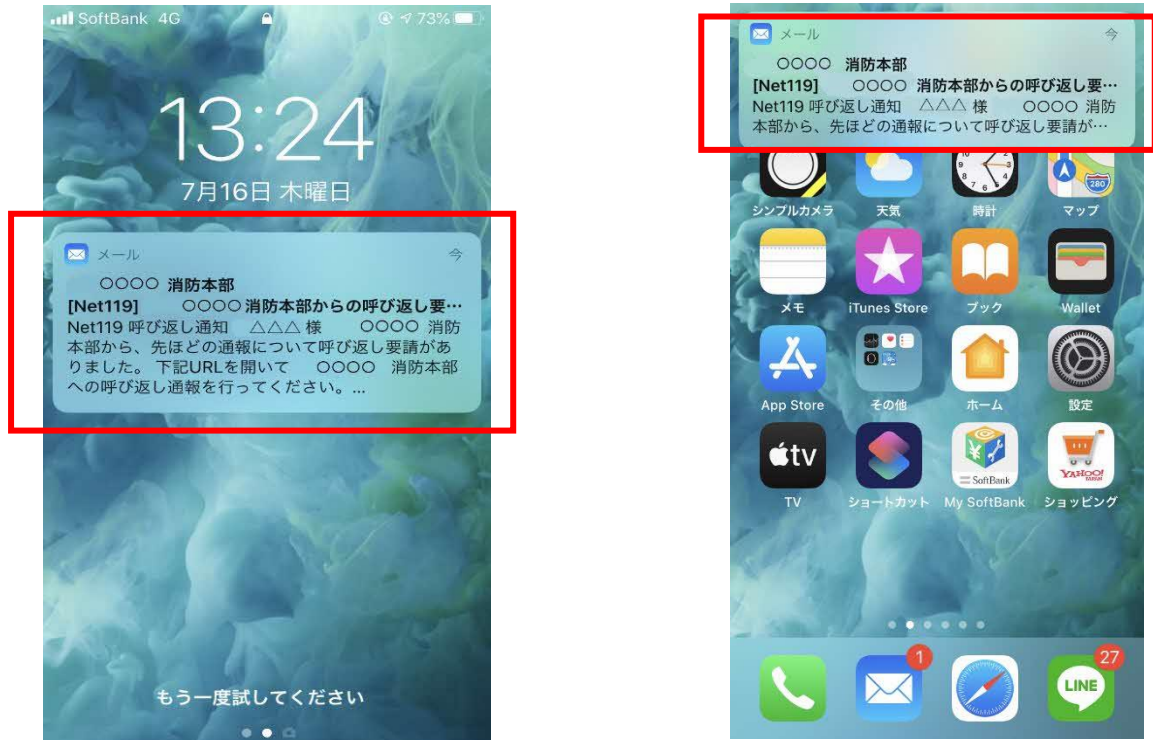 SoftBank 4G 73%
13:24
7月16日 木曜日
メール 今
○○○○ 消防本部
[Net119] ○○○○ 消防本部からの呼び返し要…
Net119 呼び返し通知 △△△ 様 ○○○○ 消防
本部から、先ほどの通報について呼び返し要請があ
りました。 下記URLを開いて ○○○○ 消防本部
への呼び返し通報を行ってください。...
もう一度試してください
メール 今
○○○○ 消防本部
[Net119] ○○○○ 消防本部からの呼び返し要…
Net119 呼び返し通知 △△△ 様 ○○○○ 消防
本部から、先ほどの通報について呼び返し要請が…
280
シンプルカメラ 天気 時計 マップ
メモ iTunes Store ブック Wallet
App Store その他 ホーム 設定
tv
SoftBank
YAHOO!
JAPAN
TV ショートカット My SoftBank ショッピング
1 27
LINE